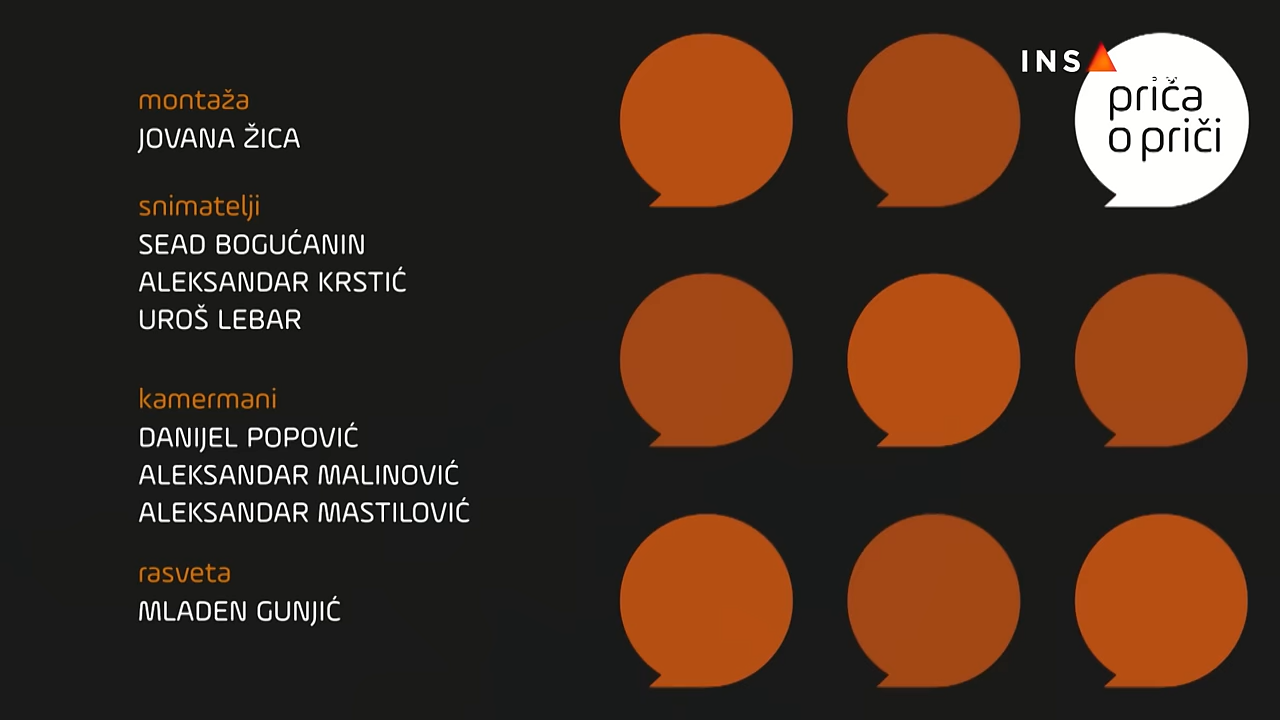 montaža
JOVANA ŽICA
snimatelji
SEAD BOGUĆANIN
ALEKSANDAR KRSTIĆ
UROŠ LEBAR
kamermani
DANIJEL POPOVIĆ
ALEKSANDAR MALINOVIĆ
ALEKSANDAR MASTILOVIĆ
rasveta
MLADEN GUNJIĆ
INS
priča
o priči